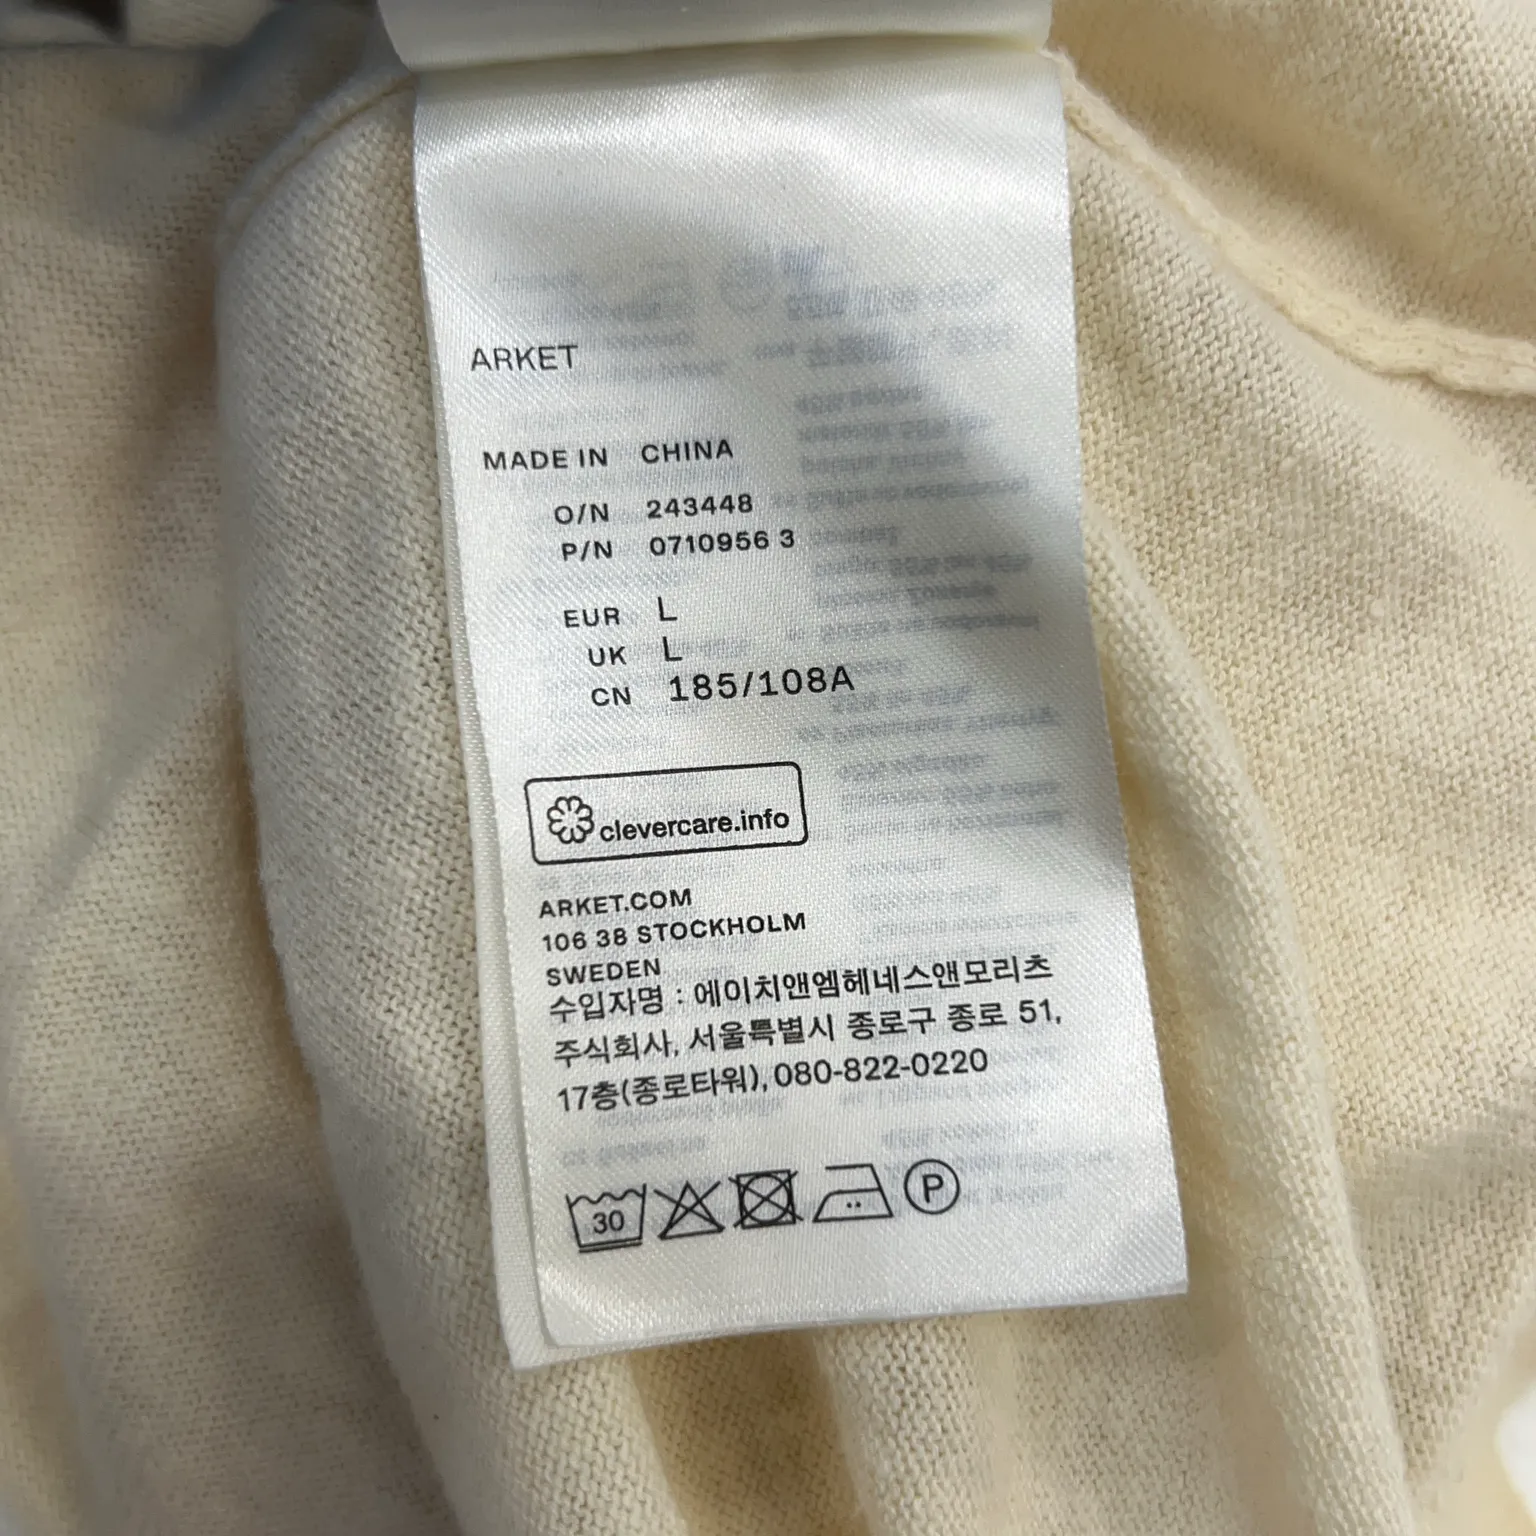 ARKET
MADE IN CHINA
O/N 243448
P/N 0710956 3
EUR L
UK L
CN 185/108A
clevercare.info
ARKET.COM
106 38 STOCKHOLM
SWEDEN
수입자명 : 에이치앤엠헤네스앤모리츠
주식회사, 서울특별시 종로구 종로 51,
17층(종로타워), 080-822-0220
30 P